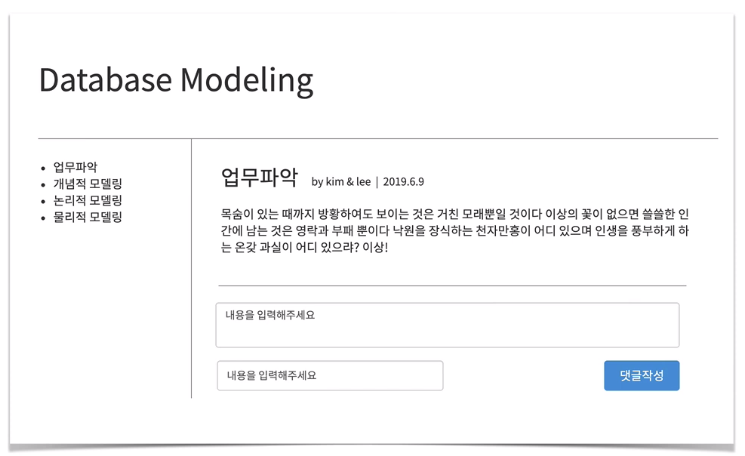 Database Modeling
• 업무파악
• 개념적 모델링
• 논리적 모델링
• 물리적 모델링
업무파악 by kim & lee | 2019.6.9
목숨이 있는 때까지 방황하여도 보이는 것은 거친 모래뿐일 것이다 이상의 꽃이 없으면 쓸쓸한 인
간에 남는 것은 영락과 부패 뿐이다 낙원을 장식하는 천자만홍이 어디 있으며 인생을 풍부하게 하
는 온갖 과실이 어디 있으랴? 이상!
내용을 입력해주세요
내용을 입력해주세요
댓글작성